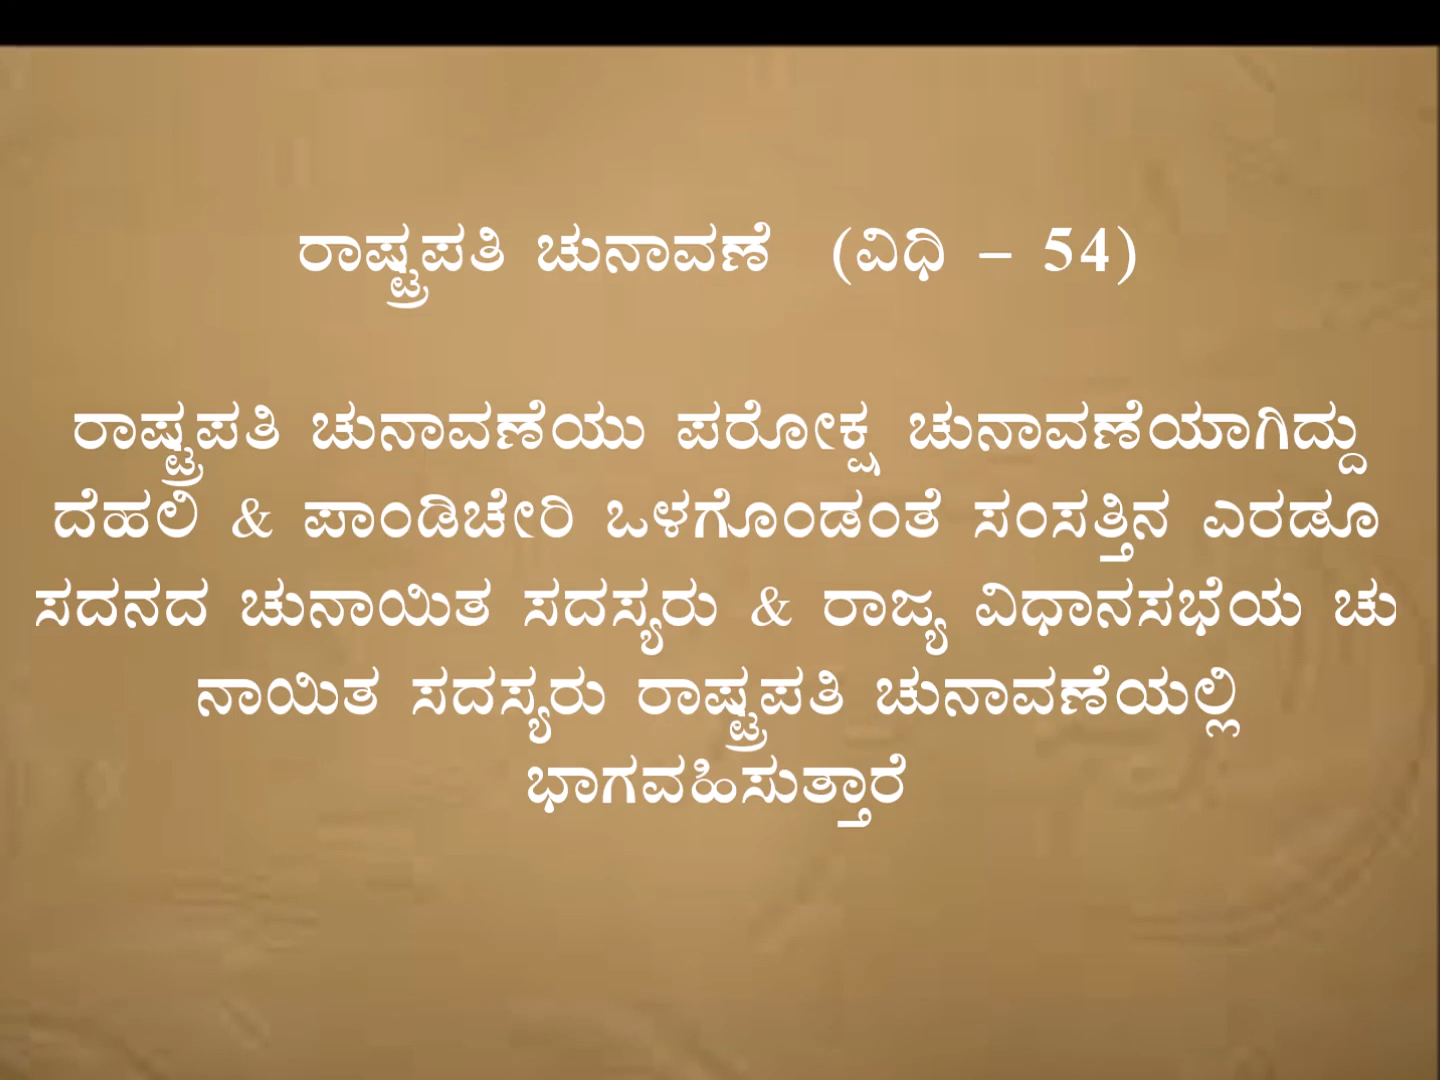 ರಾಷ್ಟ್ರಪತಿ ಚುನಾವಣೆ (ವಿಧಿ – 54)
ರಾಷ್ಟ್ರಪತಿ ಚುನಾವಣೆಯು ಪರೋಕ್ಷ ಚುನಾವಣೆಯಾಗಿದ್ದು
ದೆಹಲಿ & ಪಾಂಡಿಚೇರಿ ಒಳಗೊಂಡಂತೆ ಸಂಸತ್ತಿನ ಎರಡೂ
ಸದನದ ಚುನಾಯಿತ ಸದಸ್ಯರು & ರಾಜ್ಯ ವಿಧಾನಸಭೆಯ ಚು
ನಾಯಿತ ಸದಸ್ಯರು ರಾಷ್ಟ್ರಪತಿ ಚುನಾವಣೆಯಲ್ಲಿ
ಭಾಗವಹಿಸುತ್ತಾರೆ